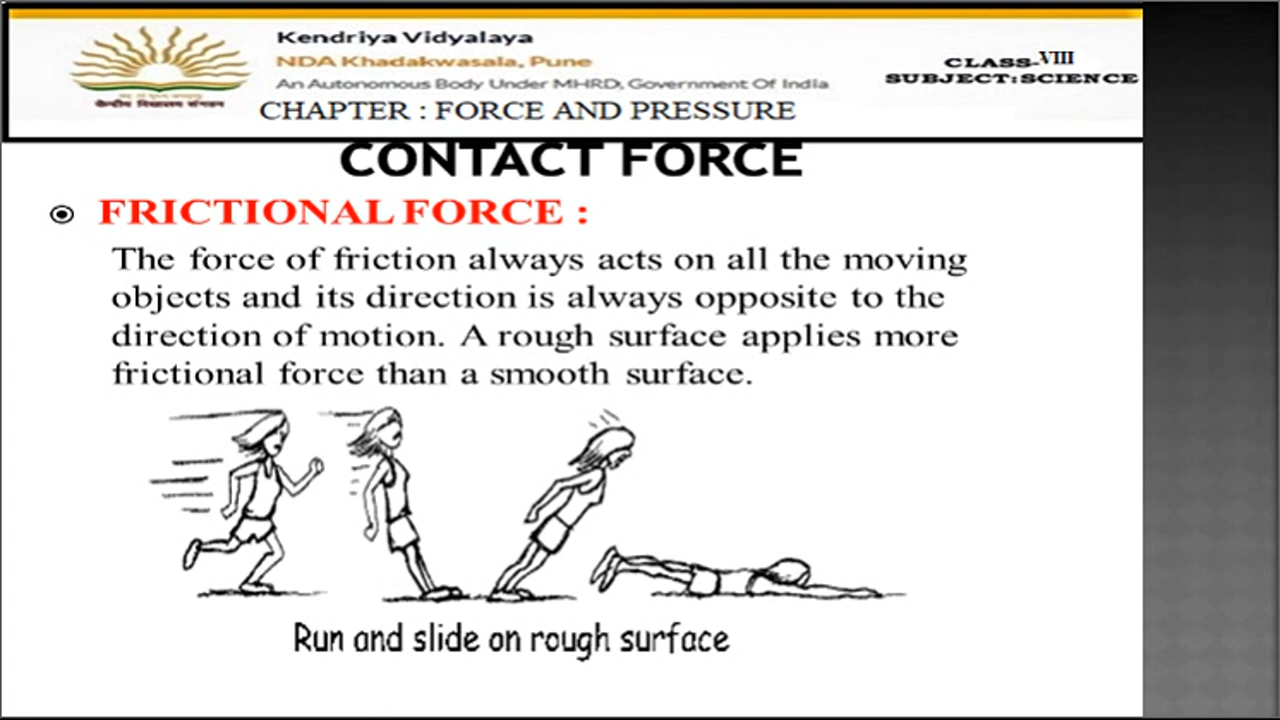 Kendriya Vidyalaya
NDA Khadakwasala, Pune
An Autonomous Body Under MHRD, Government Of India
CHAPTER : FORCE AND PRESSURE
CLASS-VIII
SUBJECT:SCIENCE
केन्द्रीय विद्यालय संगठन
CONTACT FORCE
FRICTIONAL FORCE :
The force of friction always acts on all the moving
objects and its direction is always opposite to the
direction of motion. A rough surface applies more
frictional force than a smooth surface.
Run and slide on rough surface